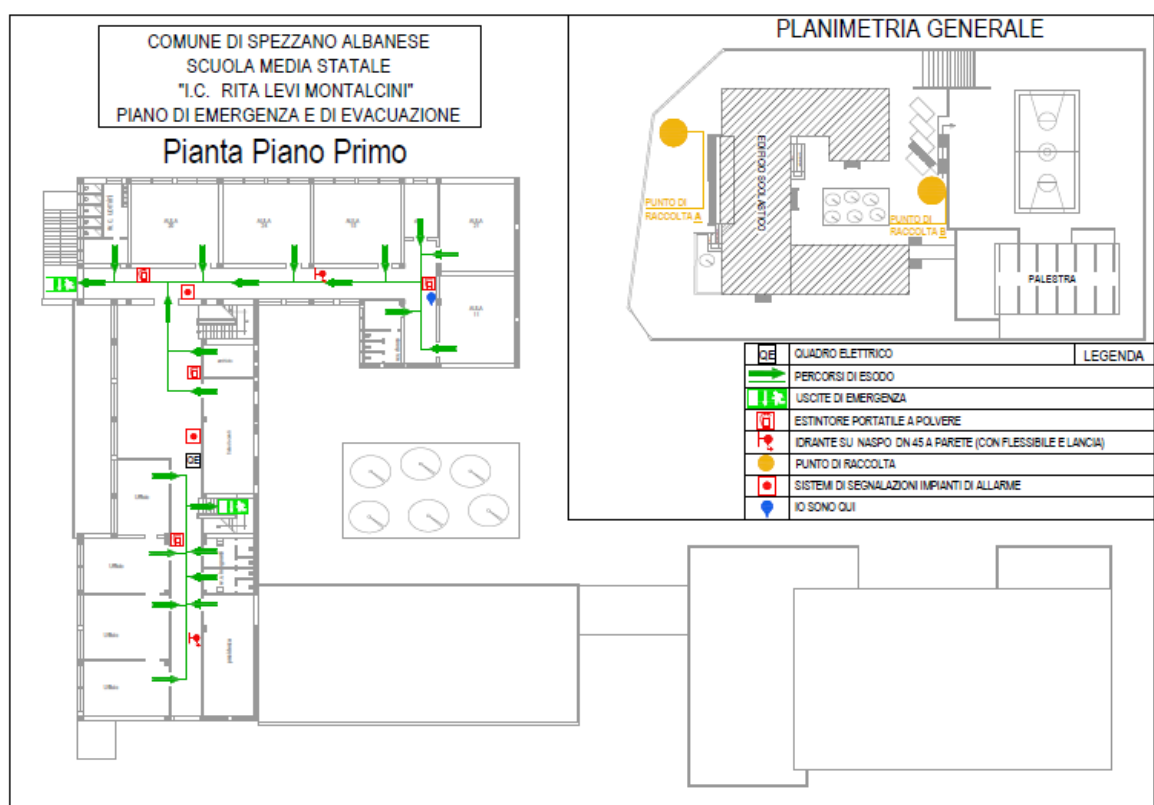 COMUNE DI SPEZZANO ALBANESE
SCUOLA MEDIA STATALE
"I.C. RITA LEVI MONTALCINI"
PIANO DI EMERGENZA E DI EVACUAZIONE
Pianta Piano Primo
PLANIMETRIA GENERALE
EDIFICIO SCOLASTICO
PUNTO DI
RACCOLTA A
PUNTO DI
RACCOLTA B
PALESTRA
LEGENDA
QE QUADRO ELETTRICO
PERCORSI DI ESODO
USCITE DI EMERGENZA
ESTINTORE PORTATILE A POLVERE
IDRANTE SU NASPO DN 45 A PARETE (CON FLESSIBILE E LANCIA)
PUNTO DI RACCOLTA
SISTEMI DI SEGNALAZIONI IMPIANTI DI ALLARME
IO SONO QUI
AULA
AULA
AULA
AULA
AULA
QE
Ufficio
Ufficio
Ufficio
Ufficio
presidenza